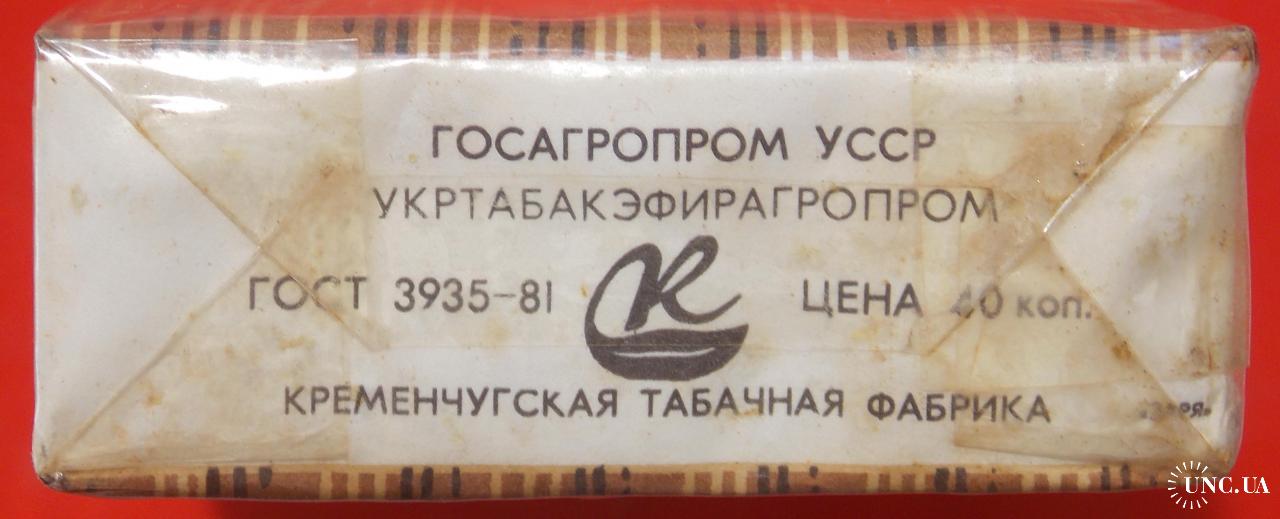 ГОСАГРОПРОМ УССР
УКРТАБАКЭФИРАГРОПРОМ
ГОСТ 3935-81 К ЦЕНА 40 коп.
КРЕМЕНЧУГСКАЯ ТАБАЧНАЯ ФАБРИКА
UNC.UA